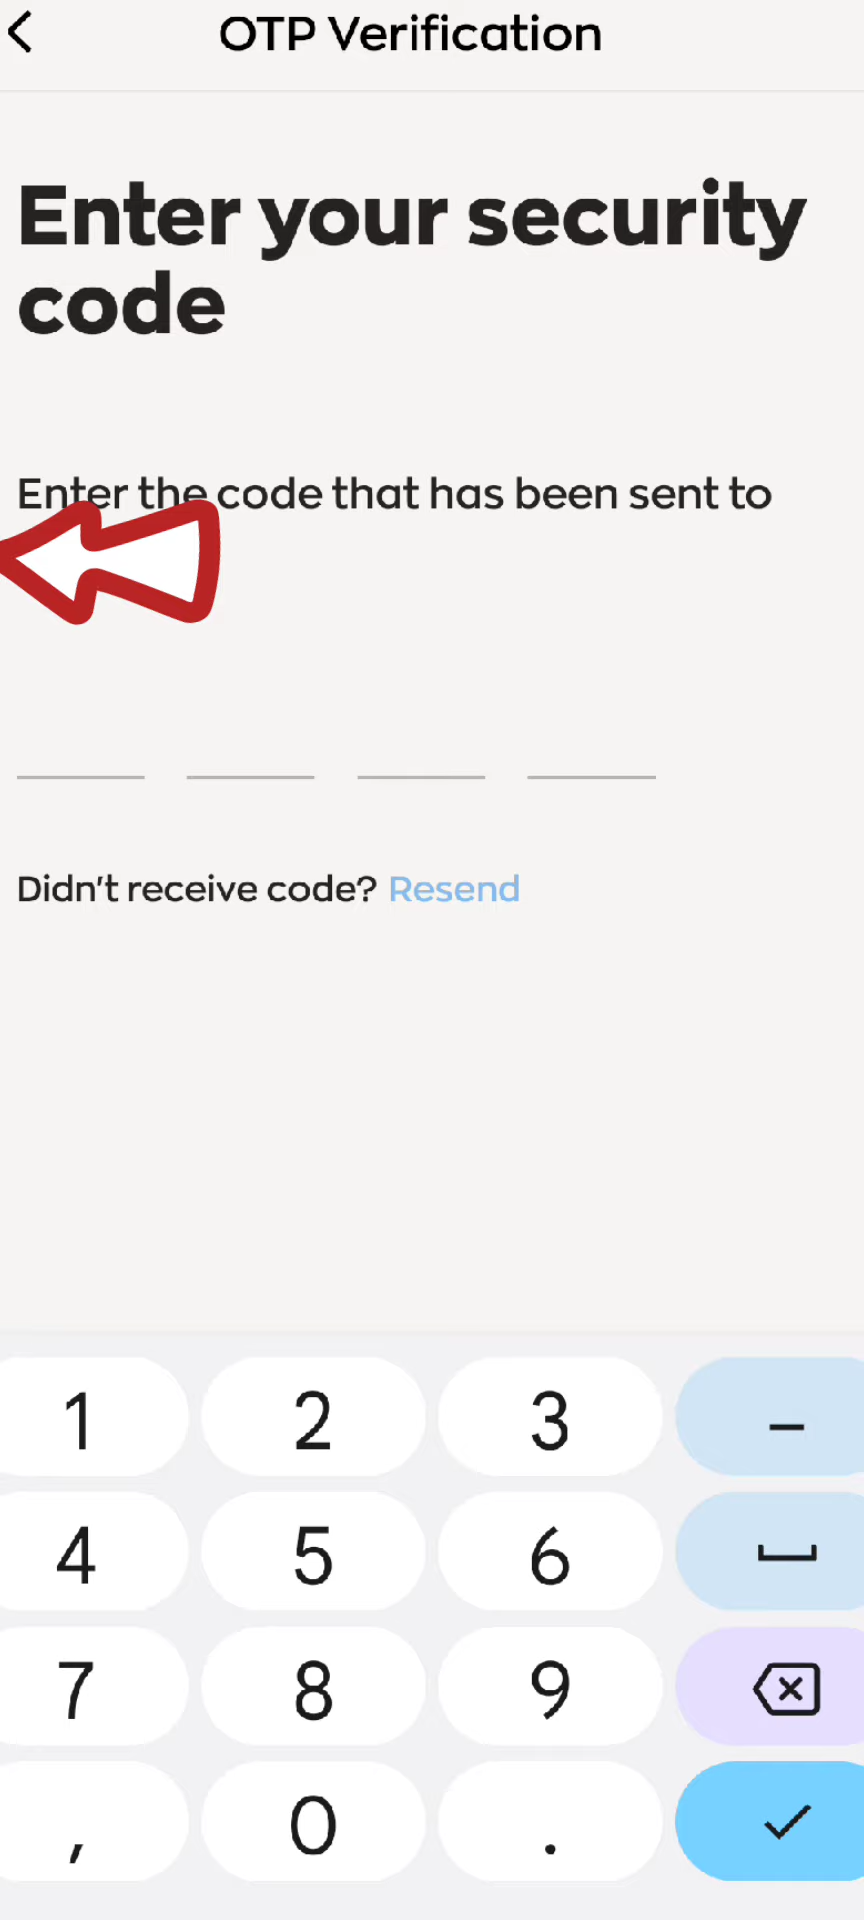 OTP Verification
Enter your security
code
Enter the code that has been sent to
Didn't receive code? Resend
1 2 3 –
4 5 6
7 8 9
, 0 .